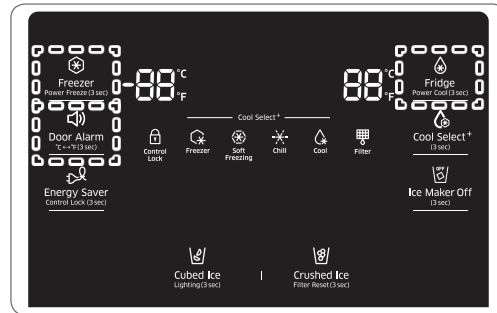 Freezer
Power Freeze (3 sec)
-88 °C °F
88 °C °F
Fridge
Power Cool (3 sec)
Door Alarm
°C ↔ °F (3 sec)
Cool Select+
Control Lock
Freezer
Soft Freezing
Chill
Cool
Filter
Cool Select+
(3 sec)
Energy Saver
Control Lock (3 sec)
OFF
Ice Maker Off
(3 sec)
Cubed Ice
Lighting (3 sec)
Crushed Ice
Filter Reset (3 sec)